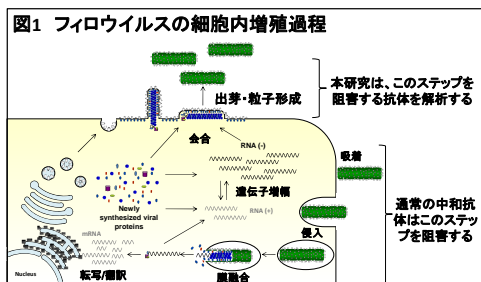 図1 フィロウイルスの細胞内増殖過程
出芽・粒子形成
本研究は、このステップを
阻害する抗体を解析する
会合
RNA (-)
吸着
遺伝子増幅
Newly
synthesized viral
proteins
RNA (+)
通常の中和抗
体はこのステッ
プを阻害する
侵入
mRNA
Nucleus
転写/翻訳
膜融合